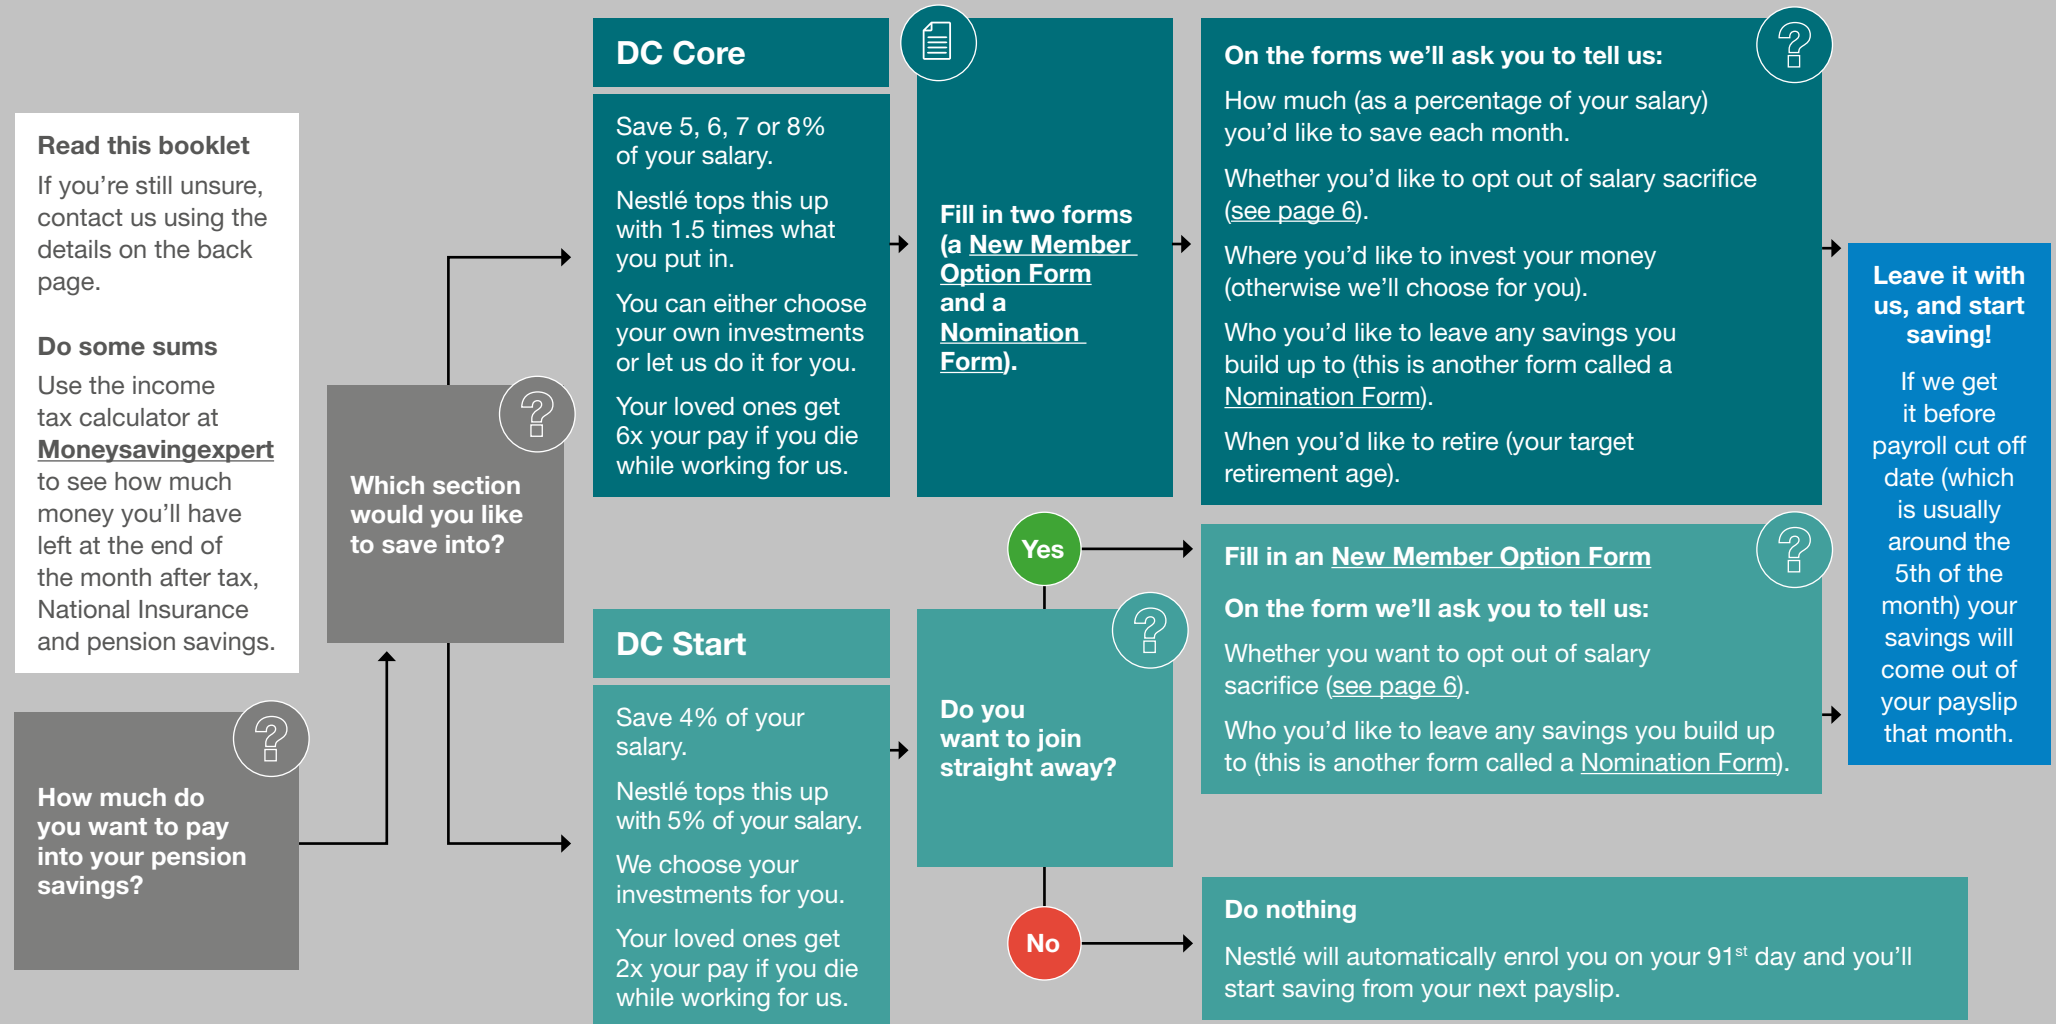 Read this booklet
If you’re still unsure,
contact us using the
details on the back
page.
Do some sums
Use the income
tax calculator at
Moneysavingexpert
to see how much
money you’ll have
left at the end of
the month after tax,
National Insurance
and pension savings.
How much do
you want to pay
into your pension
savings?
Which section
would you like
to save into?
DC Core
Save 5, 6, 7 or 8%
of your salary.
Nestlé tops this up
with 1.5 times what
you put in.
You can either choose
your own investments
or let us do it for you.
Your loved ones get
6x your pay if you die
while working for us.
Fill in two forms
(a New Member
Option Form
and a
Nomination
Form).
On the forms we’ll ask you to tell us:
How much (as a percentage of your salary)
you’d like to save each month.
Whether you’d like to opt out of salary sacrifice
(see page 6).
Where you’d like to invest your money
(otherwise we’ll choose for you).
Who you’d like to leave any savings you
build up to (this is another form called a
Nomination Form).
When you’d like to retire (your target
retirement age).
DC Start
Save 4% of your
salary.
Nestlé tops this up
with 5% of your salary.
We choose your
investments for you.
Your loved ones get
2x your pay if you die
while working for us.
Do you
want to join
straight away?
Yes
Fill in an New Member Option Form
On the form we’ll ask you to tell us:
Whether you want to opt out of salary
sacrifice (see page 6).
Who you’d like to leave any savings you build up
to (this is another form called a Nomination Form).
No
Do nothing
Nestlé will automatically enrol you on your 91st day and you’ll
start saving from your next payslip.
Leave it with
us, and start
saving!
If we get
it before
payroll cut off
date (which
is usually
around the
5th of the
month) your
savings will
come out of
your payslip
that month.